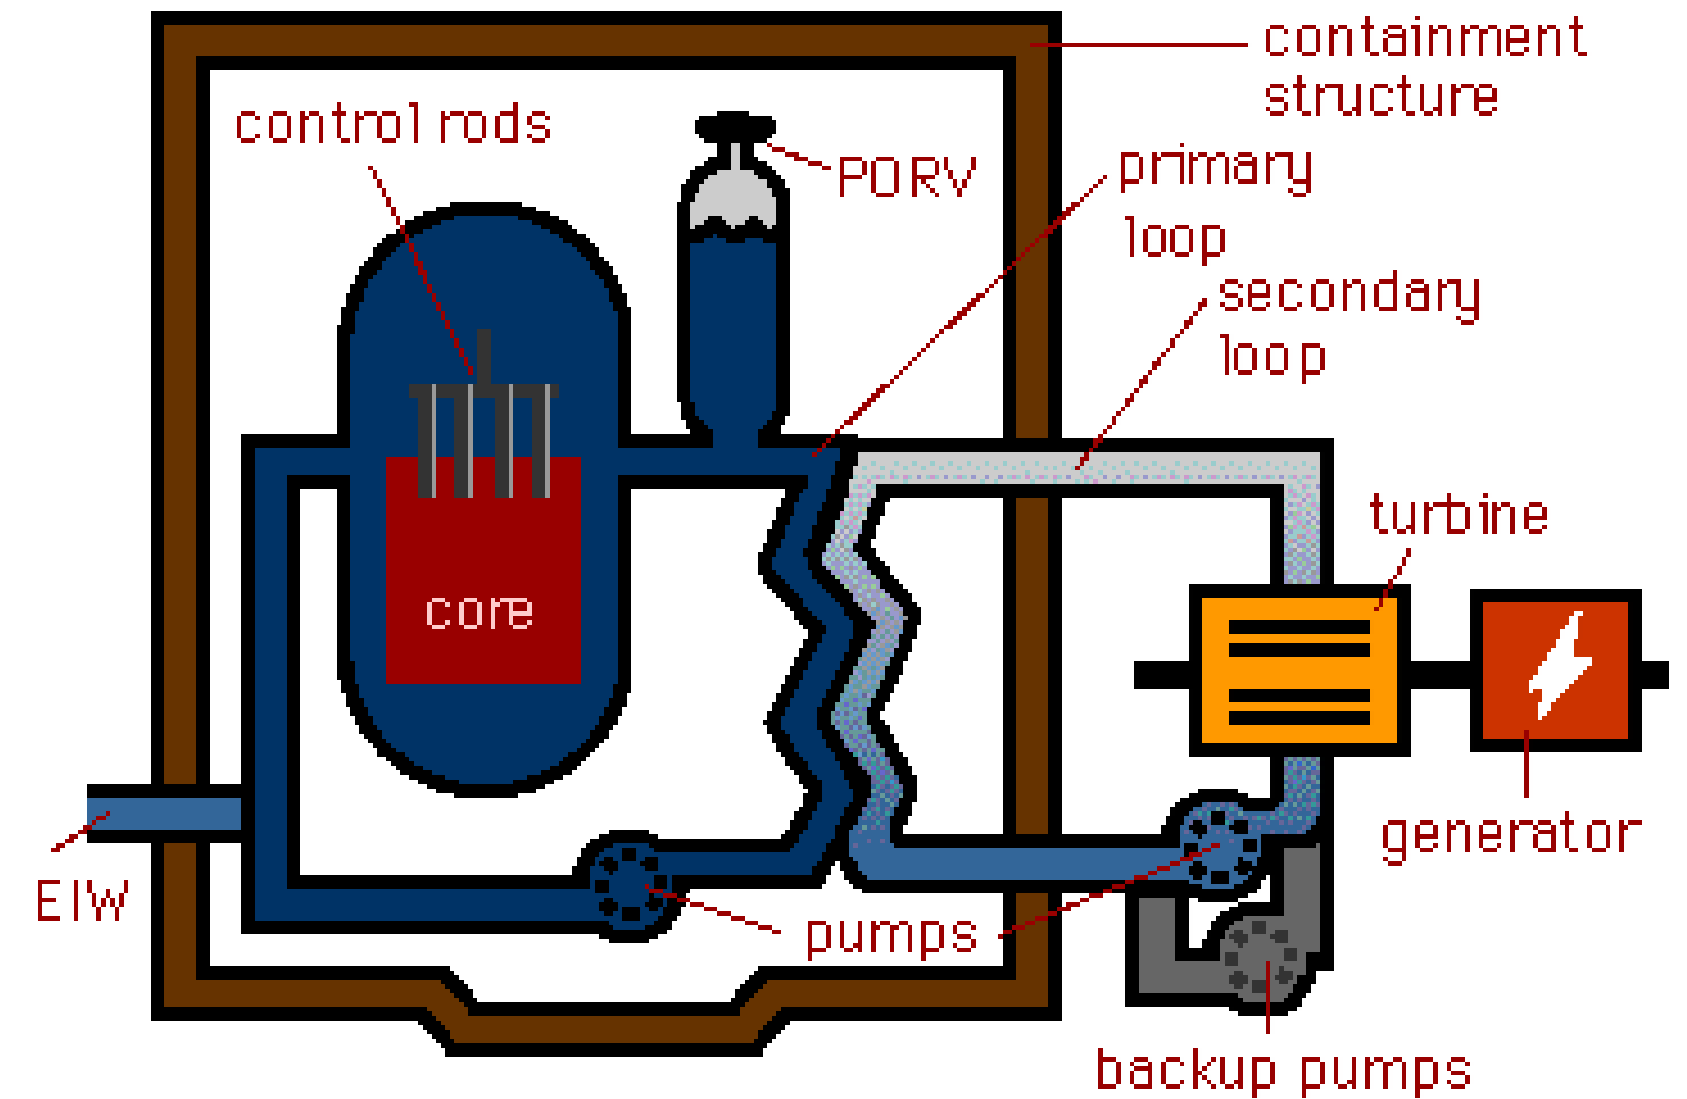 containment
structure
control rods
PORV
primary
loop
secondary
loop
turbine
core
generator
EIW
pumps
backup pumps